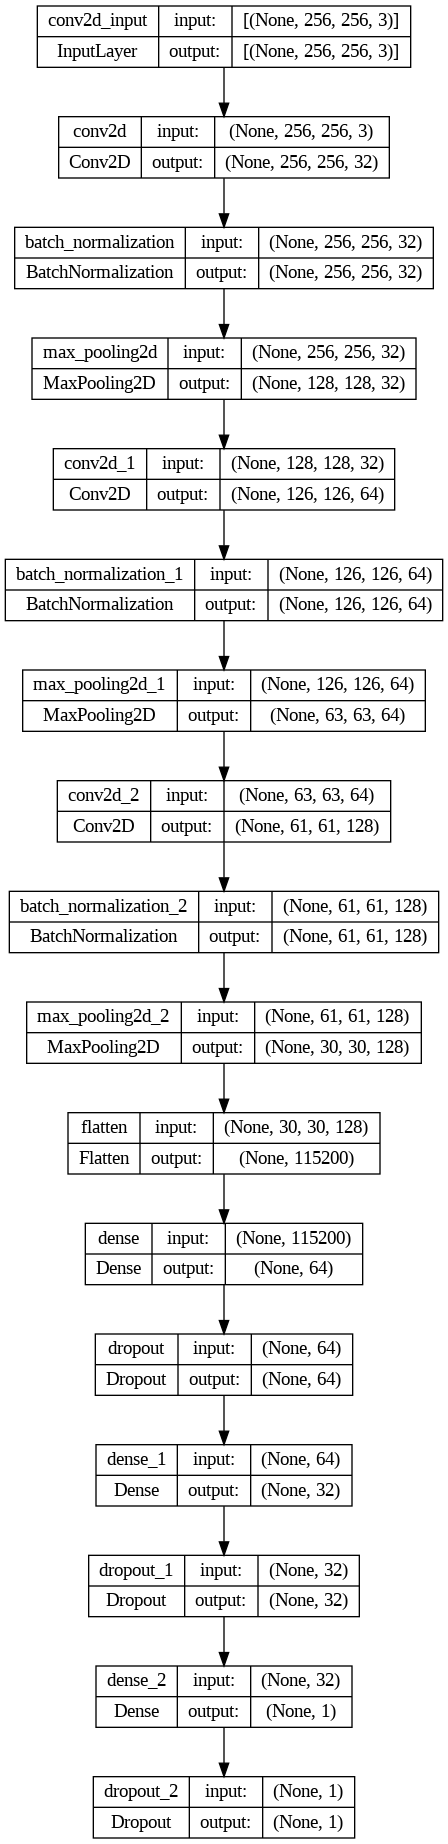 conv2d_input input: [(None, 256, 256, 3)]
InputLayer output: [(None, 256, 256, 3)]
conv2d input: (None, 256, 256, 3)
Conv2D output: (None, 256, 256, 32)
batch_normalization input: (None, 256, 256, 32)
BatchNormalization output: (None, 256, 256, 32)
max_pooling2d input: (None, 256, 256, 32)
MaxPooling2D output: (None, 128, 128, 32)
conv2d_1 input: (None, 128, 128, 32)
Conv2D output: (None, 126, 126, 64)
batch_normalization_1 input: (None, 126, 126, 64)
BatchNormalization output: (None, 126, 126, 64)
max_pooling2d_1 input: (None, 126, 126, 64)
MaxPooling2D output: (None, 63, 63, 64)
conv2d_2 input: (None, 63, 63, 64)
Conv2D output: (None, 61, 61, 128)
batch_normalization_2 input: (None, 61, 61, 128)
BatchNormalization output: (None, 61, 61, 128)
max_pooling2d_2 input: (None, 61, 61, 128)
MaxPooling2D output: (None, 30, 30, 128)
flatten input: (None, 30, 30, 128)
Flatten output: (None, 115200)
dense input: (None, 115200)
Dense output: (None, 64)
dropout input: (None, 64)
Dropout output: (None, 64)
dense_1 input: (None, 64)
Dense output: (None, 32)
dropout_1 input: (None, 32)
Dropout output: (None, 32)
dense_2 input: (None, 32)
Dense output: (None, 1)
dropout_2 input: (None, 1)
Dropout output: (None, 1)